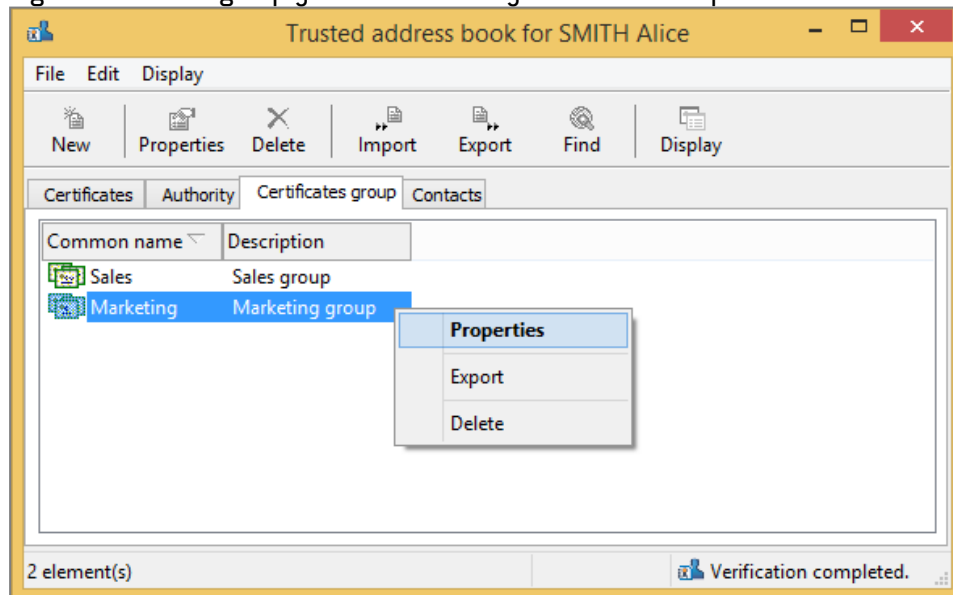 Trusted address book for SMITH Alice
File Edit Display
New Properties Delete Import Export Find Display
Certificates Authority Certificates group Contacts
Common name Description
Sales Sales group
Marketing Marketing group
Properties
Export
Delete
2 element(s) Verification completed.